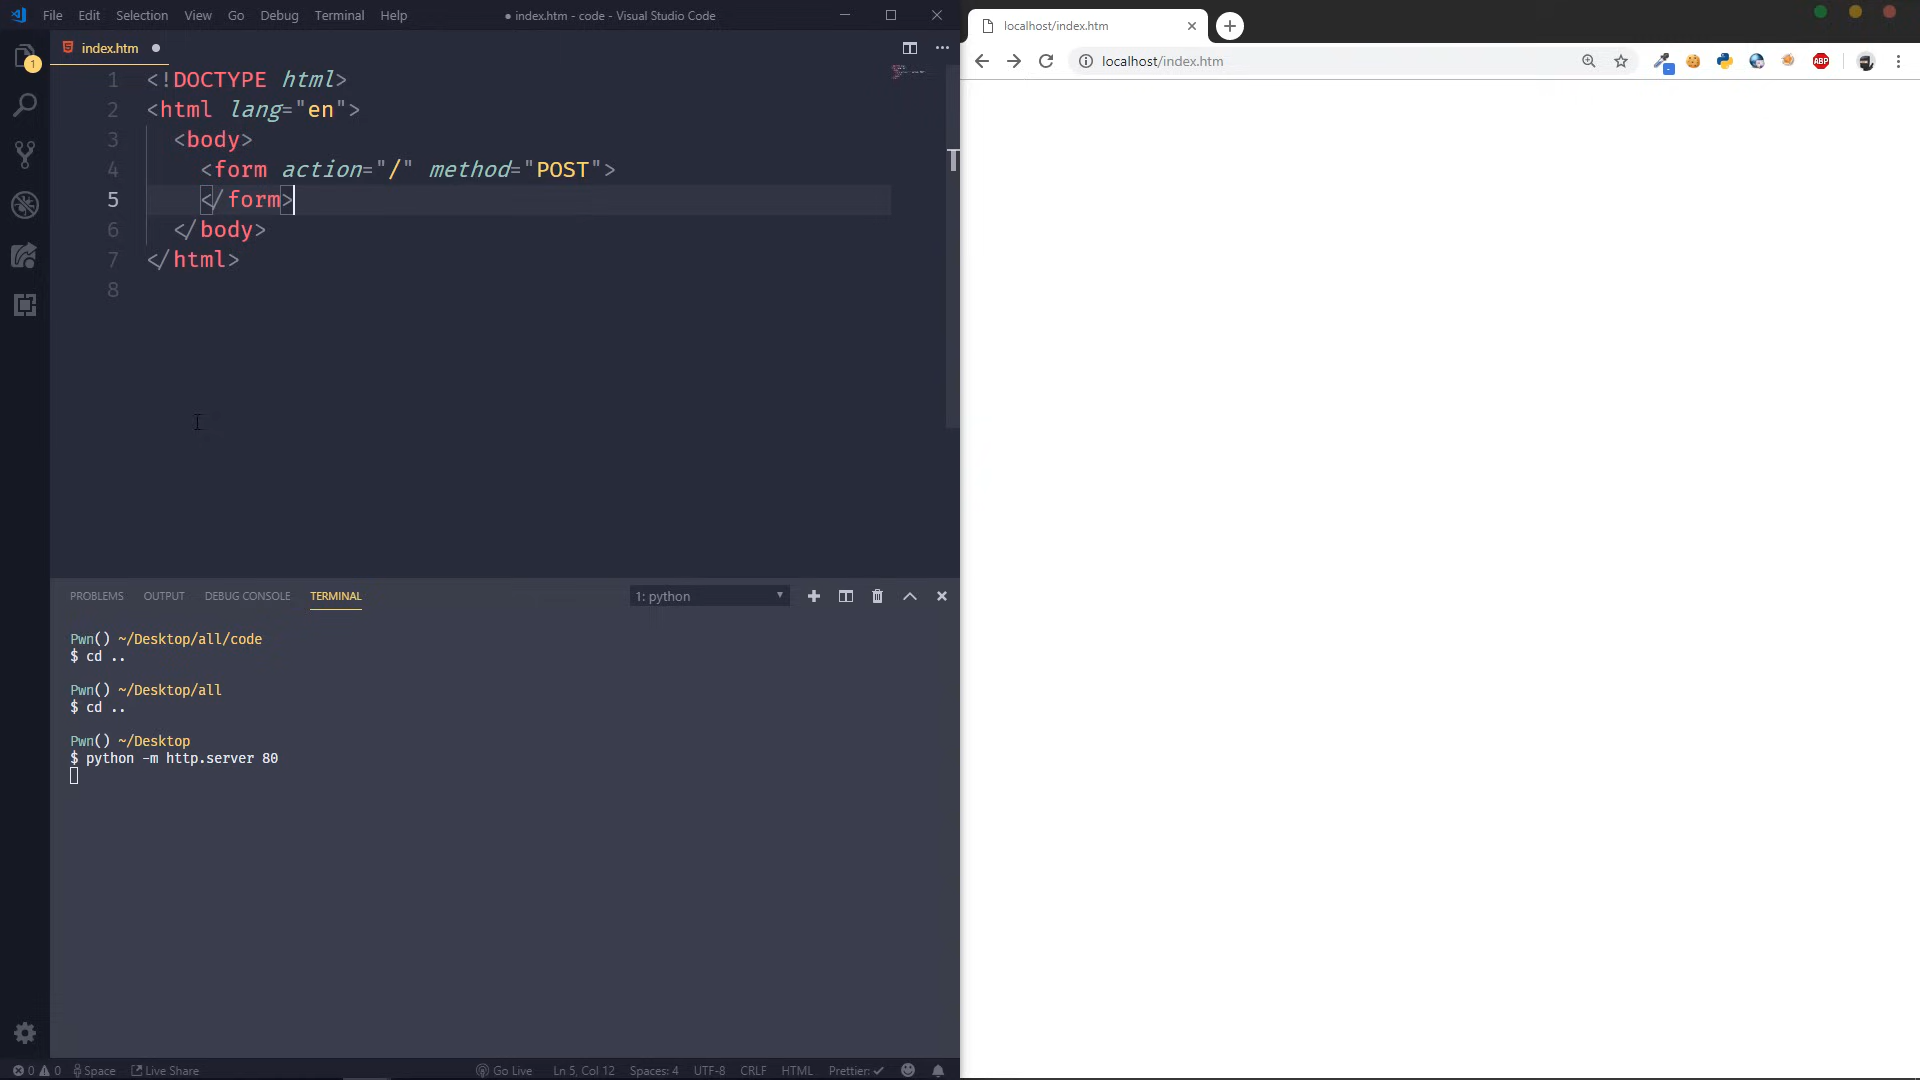 File Edit Selection View Go Debug Terminal Help ● index.htm - code - Visual Studio Code
localhost/index.htm
index.htm
localhost/index.htm
ABP
1
1 <!DOCTYPE html>
2 <html lang="en">
3 <body>
4 <form action="/" method="POST">
5 </form>
6 </body>
7 </html>
8
PROBLEMS OUTPUT DEBUG CONSOLE TERMINAL 1: python
Pwn() ~/Desktop/all/code
$ cd ..
Pwn() ~/Desktop/all
$ cd ..
Pwn() ~/Desktop
$ python -m http.server 80
0 0 Space Live Share Go Live Ln 5, Col 12 Spaces: 4 UTF-8 CRLF HTML Prettier: ✓